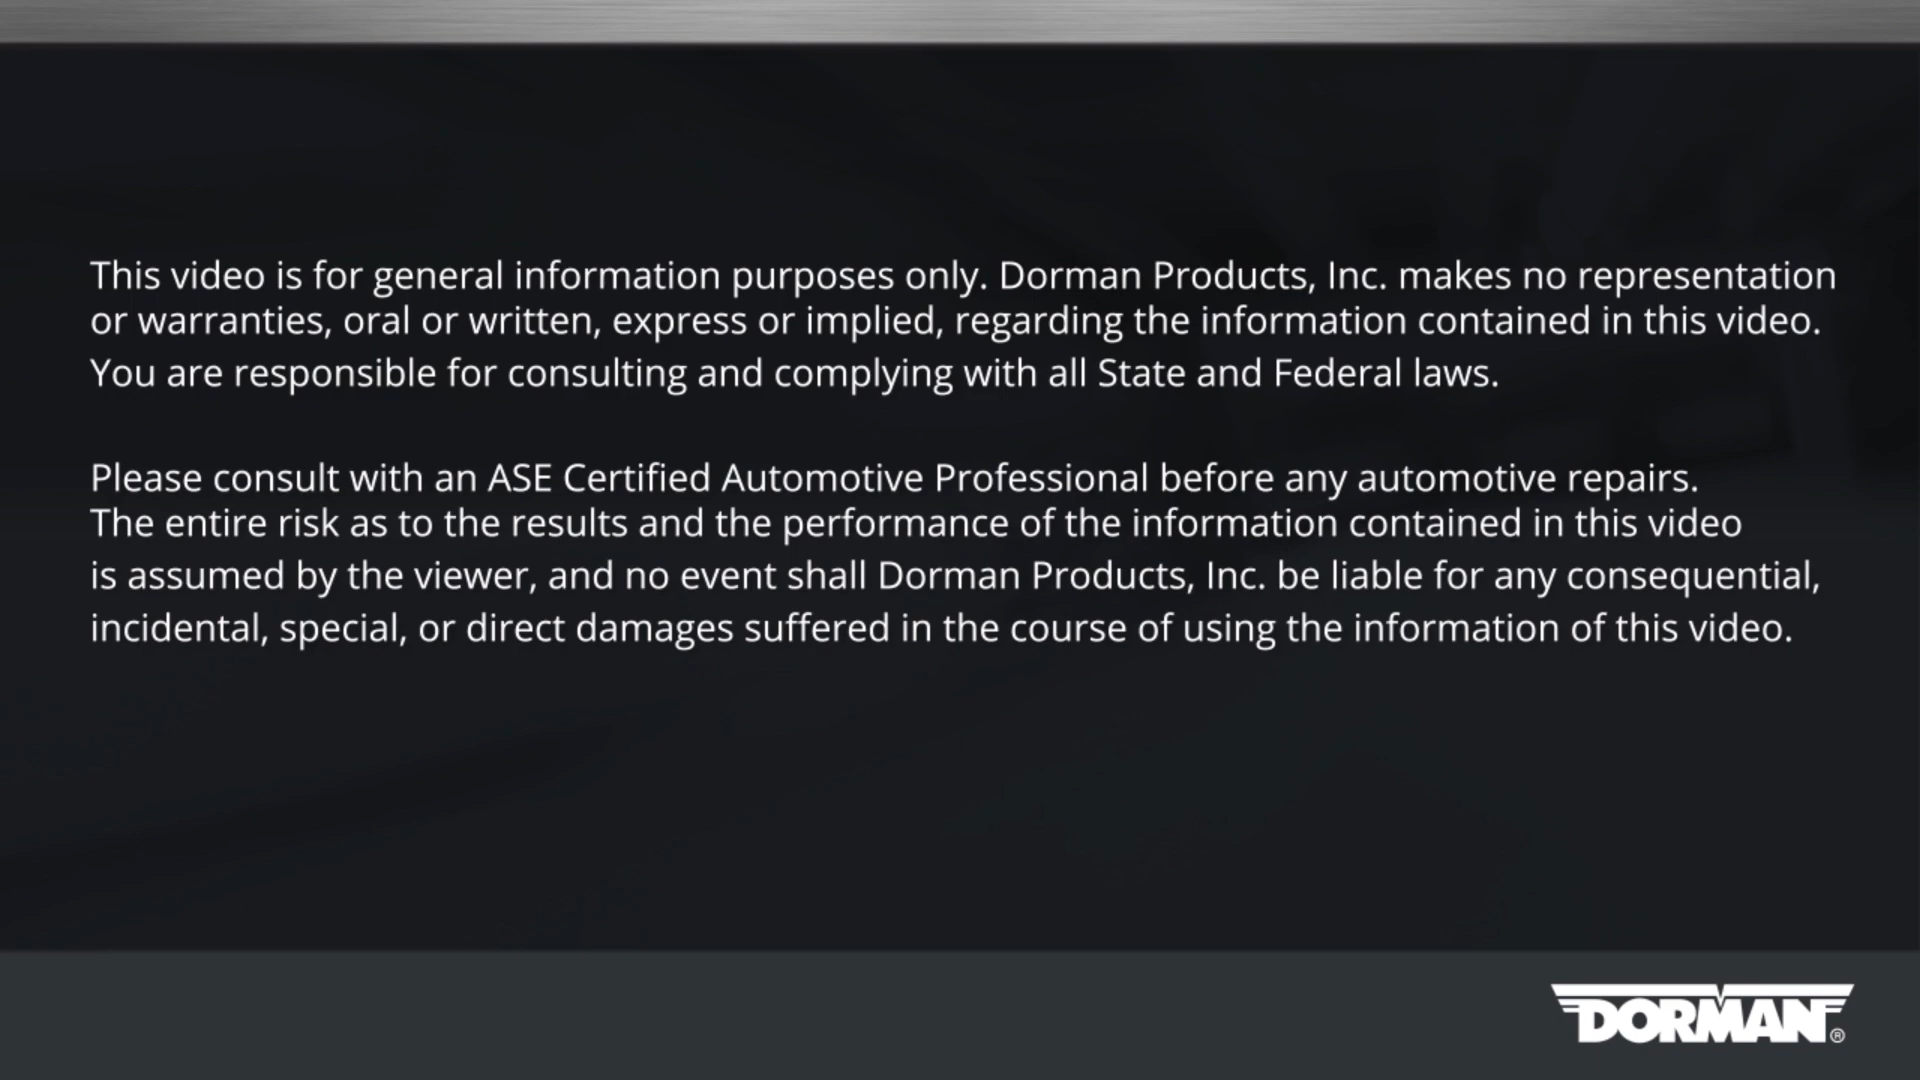 This video is for general information purposes only. Dorman Products, Inc. makes no representation
or warranties, oral or written, express or implied, regarding the information contained in this video.
You are responsible for consulting and complying with all State and Federal laws.
Please consult with an ASE Certified Automotive Professional before any automotive repairs.
The entire risk as to the results and the performance of the information contained in this video
is assumed by the viewer, and no event shall Dorman Products, Inc. be liable for any consequential,
incidental, special, or direct damages suffered in the course of using the information of this video.
DORMAN®